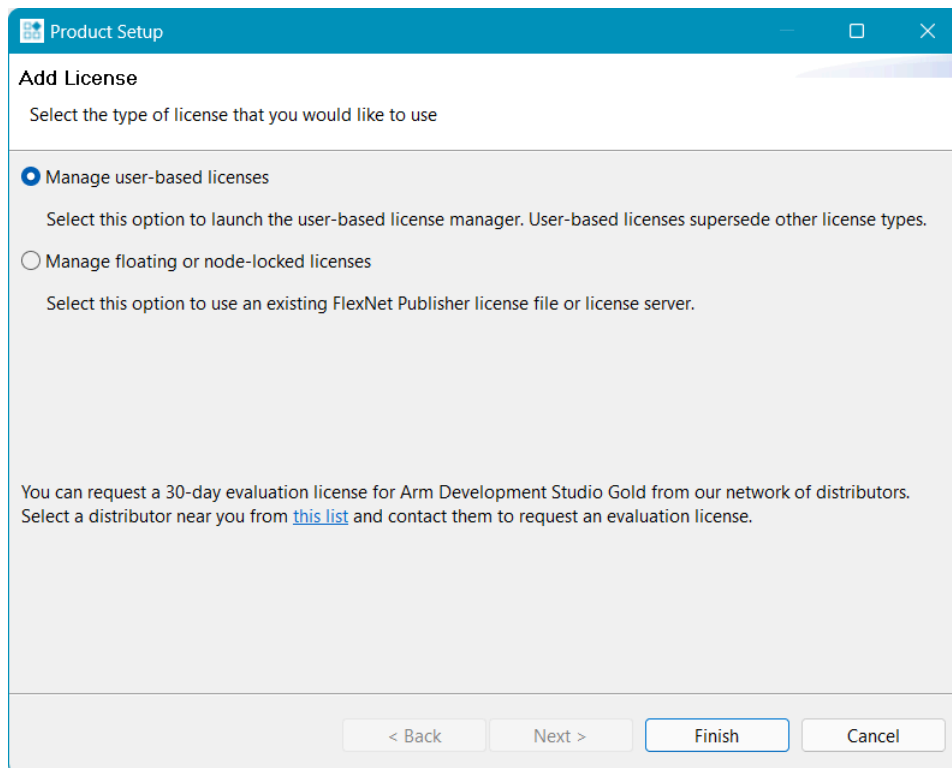 Product Setup
Add License
Select the type of license that you would like to use
Manage user-based licenses
Select this option to launch the user-based license manager. User-based licenses supersede other license types.
Manage floating or node-locked licenses
Select this option to use an existing FlexNet Publisher license file or license server.
You can request a 30-day evaluation license for Arm Development Studio Gold from our network of distributors.
Select a distributor near you from this list and contact them to request an evaluation license.
< Back Next > Finish Cancel